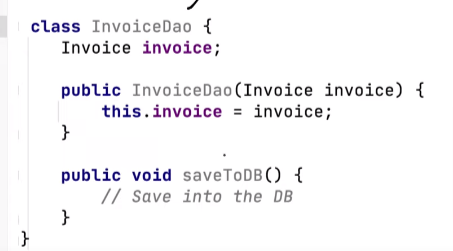 class InvoiceDao {
    Invoice invoice;

    public InvoiceDao(Invoice invoice) {
        this.invoice = invoice;
    }

    public void saveToDB() {
        // Save into the DB
    }
}